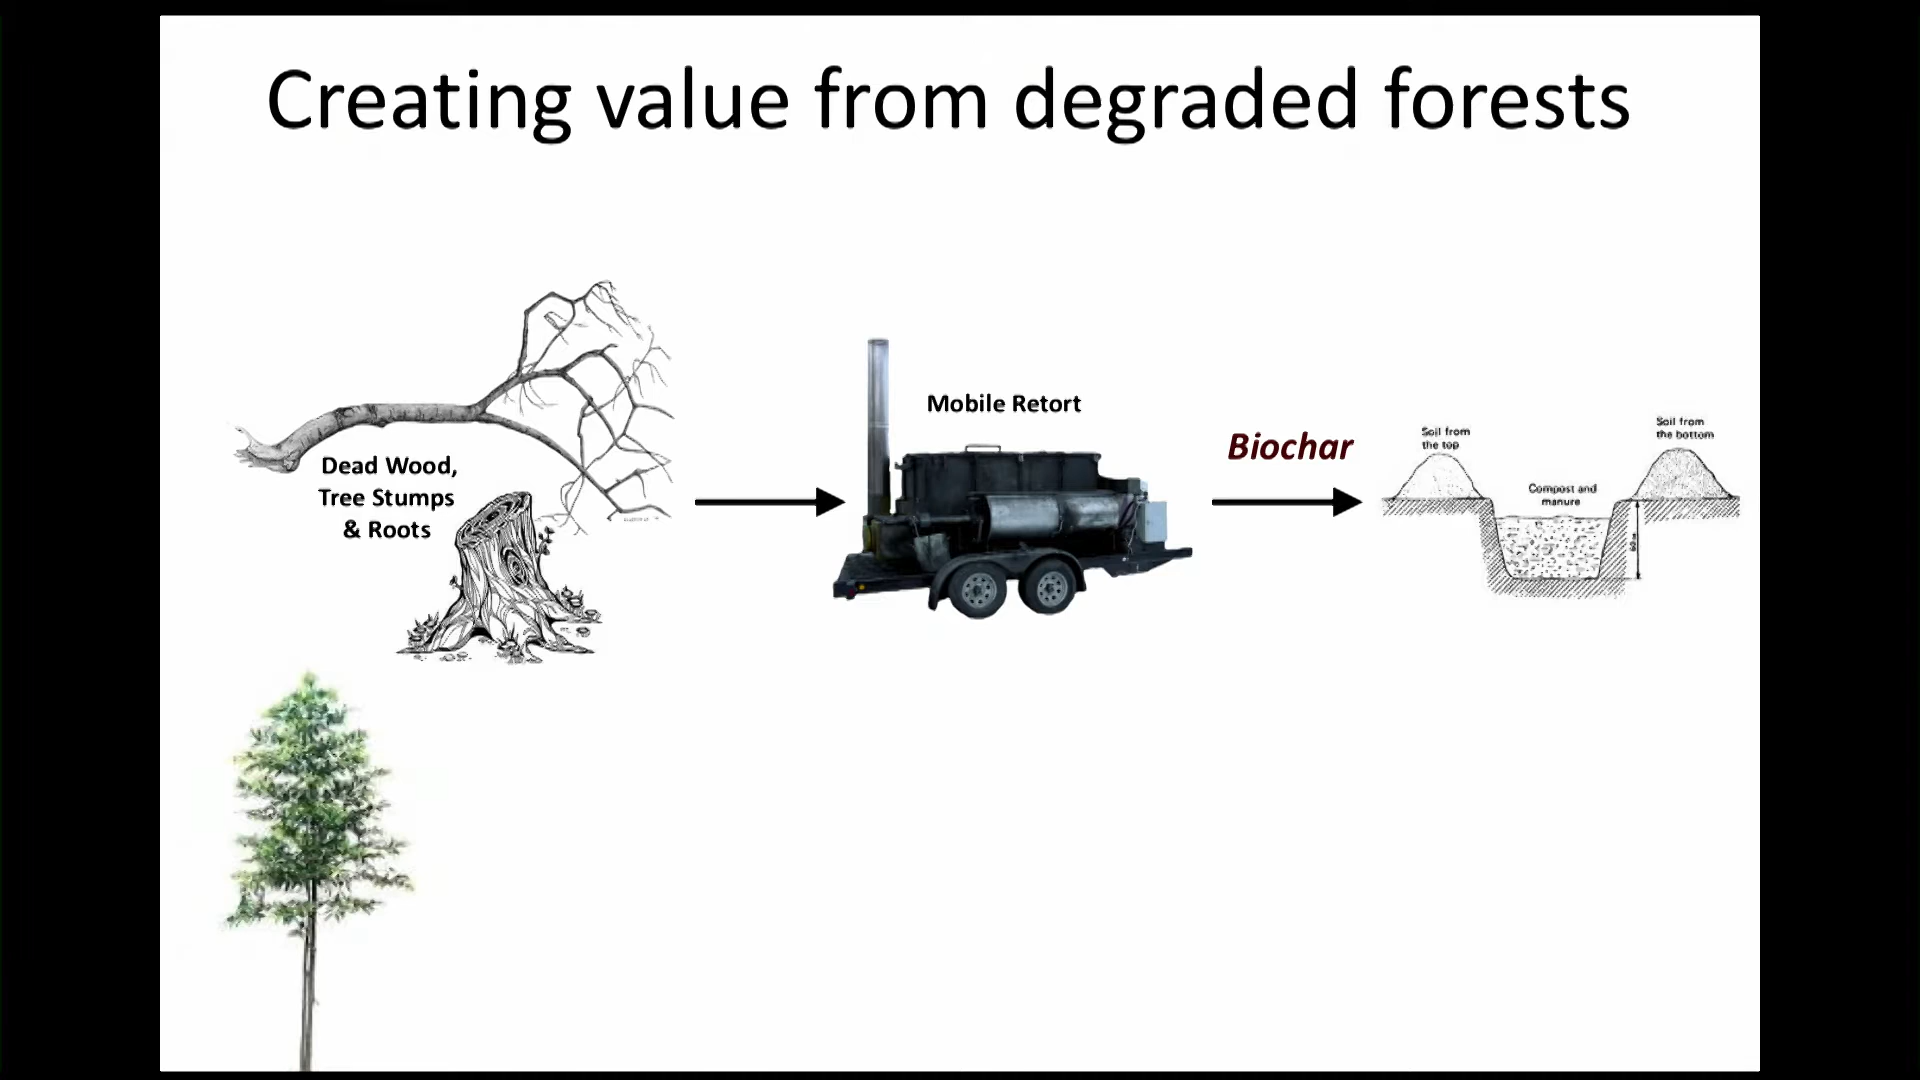 Creating value from degraded forests
Dead Wood,
Tree Stumps
& Roots
Mobile Retort
Biochar
Soil from
the top
Soil from
the bottom
Compost and
manure